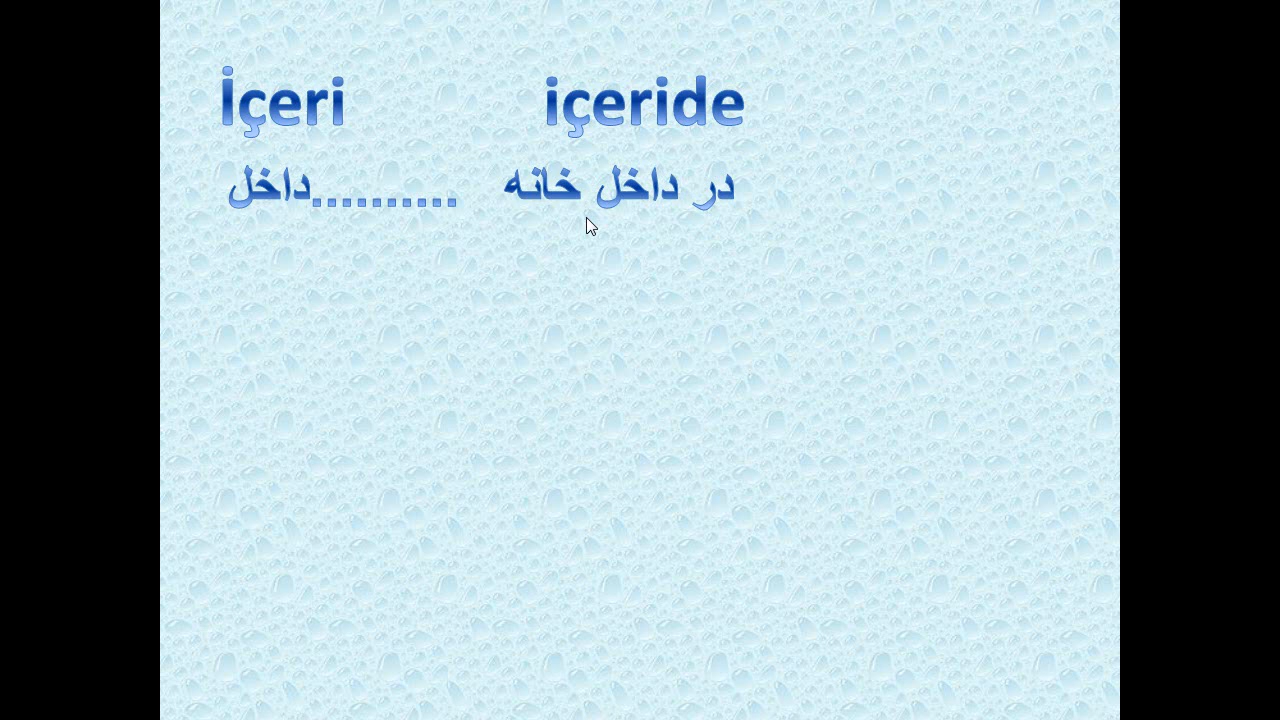 İçeri içeride
داخل.......... در داخل خانه